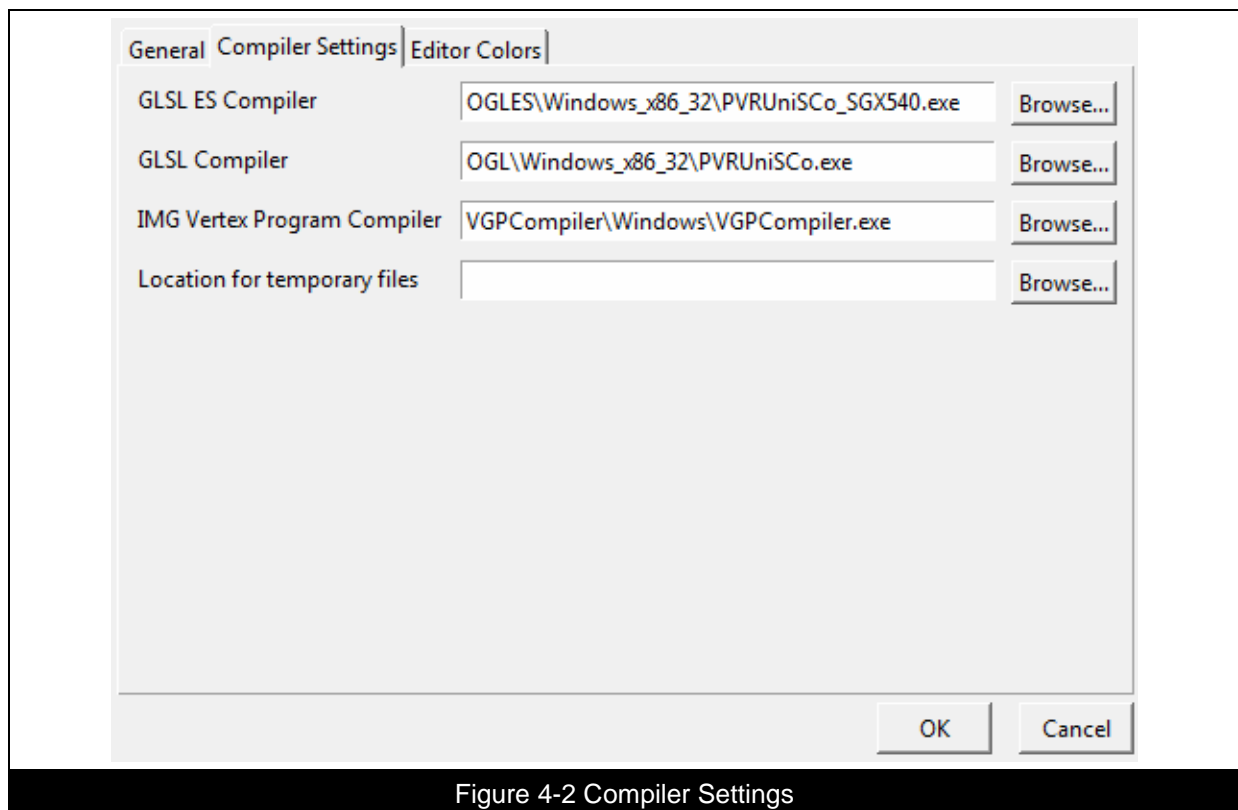 General Compiler Settings Editor Colors
GLSL ES Compiler OGLES\Windows_x86_32\PVRUniSCo_SGX540.exe Browse...
GLSL Compiler OGL\Windows_x86_32\PVRUniSCo.exe Browse...
IMG Vertex Program Compiler VGPCompiler\Windows\VGPCompiler.exe Browse...
Location for temporary files Browse...
OK Cancel
Figure 4-2 Compiler Settings